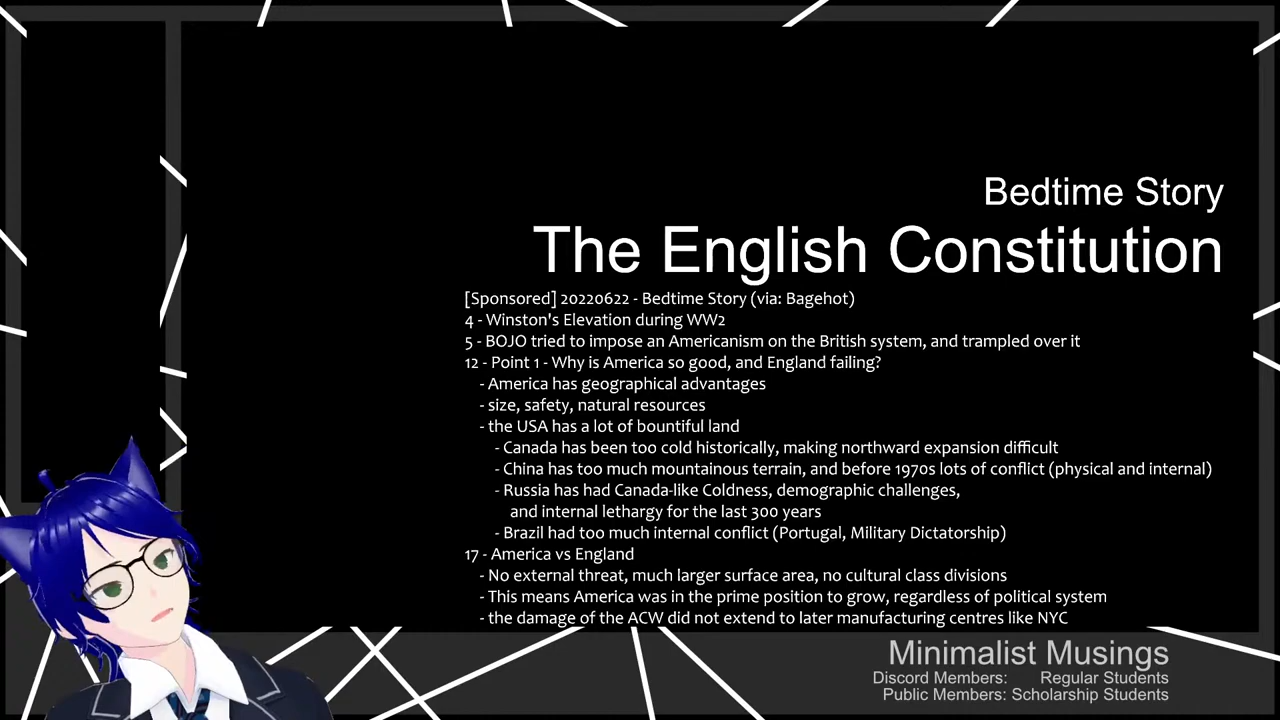 Bedtime Story
The English Constitution
[Sponsored] 20220622 - Bedtime Story (via: Bagehot)
4 - Winston's Elevation during WW2
5 - BOJO tried to impose an Americanism on the British system, and trampled over it
12 - Point 1 - Why is America so good, and England failing?
- America has geographical advantages
- size, safety, natural resources
- the USA has a lot of bountiful land
- Canada has been too cold historically, making northward expansion difficult
- China has too much mountainous terrain, and before 1970s lots of conflict (physical and internal)
- Russia has had Canada-like Coldness, demographic challenges,
and internal lethargy for the last 300 years
- Brazil had too much internal conflict (Portugal, Military Dictatorship)
17 - America vs England
- No external threat, much larger surface area, no cultural class divisions
- This means America was in the prime position to grow, regardless of political system
- the damage of the ACW did not extend to later manufacturing centres like NYC
Minimalist Musings
Discord Members: Regular Students
Public Members: Scholarship Students